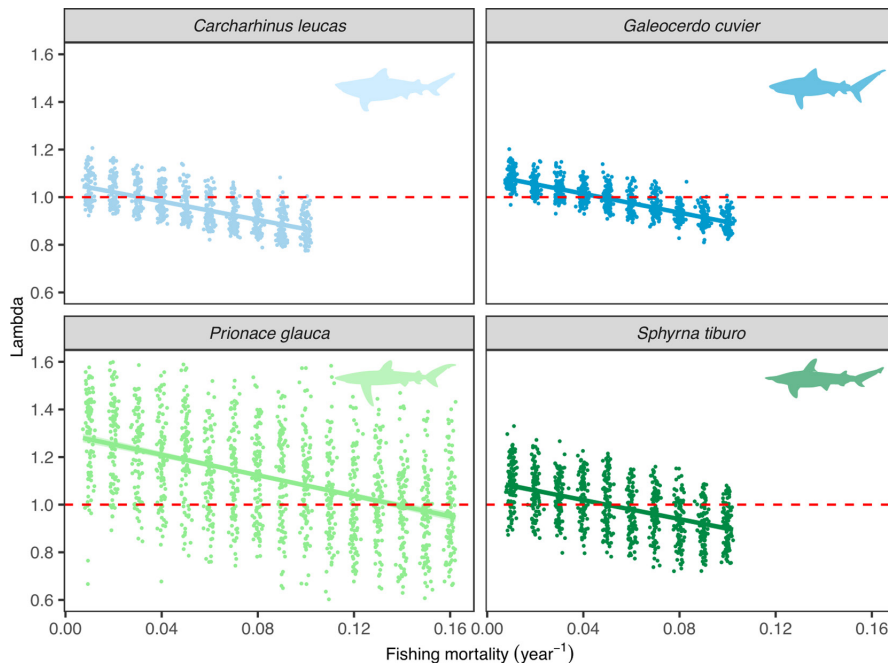 Carcharhinus leucas
Galeocerdo cuvier
1.6
1.4
1.2
1.0
0.8
0.6
Lambda
Prionace glauca
Sphyrna tiburo
1.6
1.4
1.2
1.0
0.8
0.6
0.00 0.04 0.08 0.12 0.16 0.00 0.04 0.08 0.12 0.16
Fishing mortality (year⁻¹)